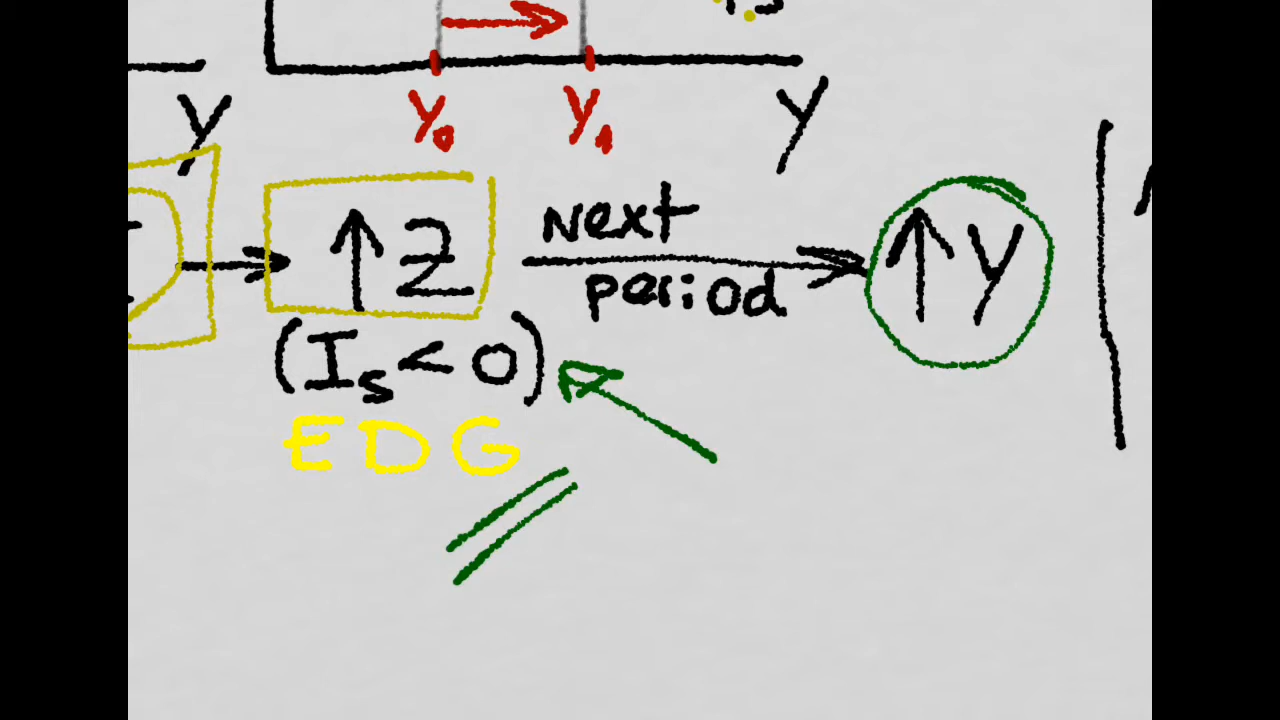 Y₀ Y₁ Y
Y
↑ Z Next period ↑ Y
(Is < 0)
EDG